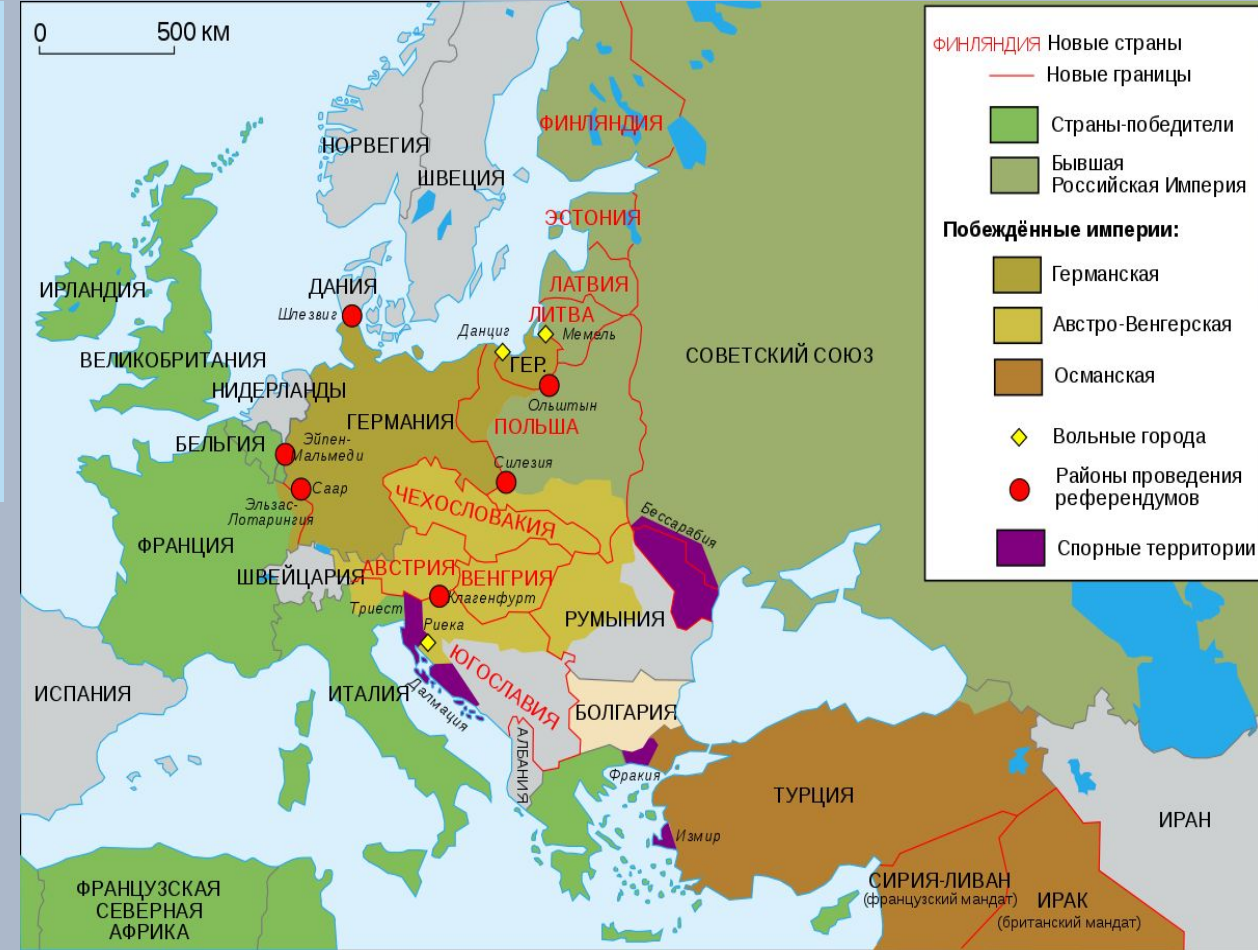 0 500 км
НОРВЕГИЯ
ШВЕЦИЯ
ФИНЛЯНДИЯ
ЭСТОНИЯ
ЛАТВИЯ
ЛИТВА
Мемель
ИРЛАНДИЯ
ДАНИЯ
Шлезвиг
Данциг
ГЕР.
Ольштын
ВЕЛИКОБРИТАНИЯ
НИДЕРЛАНДЫ
ГЕРМАНИЯ
ПОЛЬША
СОВЕТСКИЙ СОЮЗ
БЕЛЬГИЯ
Эйпен-
Мальмеди
Силезия
Саар
Эльзас-
Лотарингия
ЧЕХОСЛОВАКИЯ
Бессарабия
ФРАНЦИЯ
ШВЕЙЦАРИЯ
АВСТРИЯ
ВЕНГРИЯ
Клагенфурт
Триест
Риека
РУМЫНИЯ
ЮГОСЛАВИЯ
ИСПАНИЯ
ИТАЛИЯ
Далмация
БОЛГАРИЯ
АЛБАНИЯ
Фракия
ТУРЦИЯ
Измир
ИРАН
ФРАНЦУЗСКАЯ
СЕВЕРНАЯ
АФРИКА
СИРИЯ-ЛИВАН
(французский мандат)
ИРАК
(британский мандат)
ФИНЛЯНДИЯ Новые страны
Новые границы
Страны-победители
Бывшая
Российская Империя
Побеждённые империи:
Германская
Австро-Венгерская
Османская
Вольные города
Районы проведения
референдумов
Спорные территории